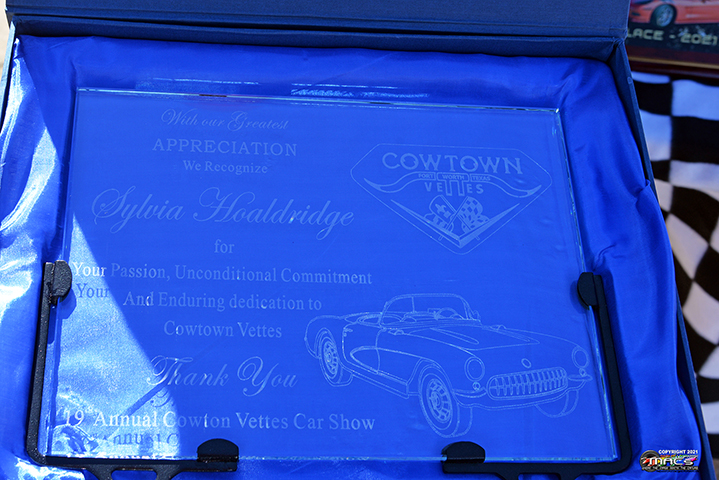 LACE - 2021
With our Greatest
APPRECIATION
We Recognize
COWTOWN
FORT WORTH TEXAS
VETTES
Sylvia Hoaldridge
for
Your Passion, Unconditional Commitment
Your And Enduring dedication to
Cowtown Vettes
Thank You
19th Annual Cowton Vettes Car Show
COPYRIGHT 2021